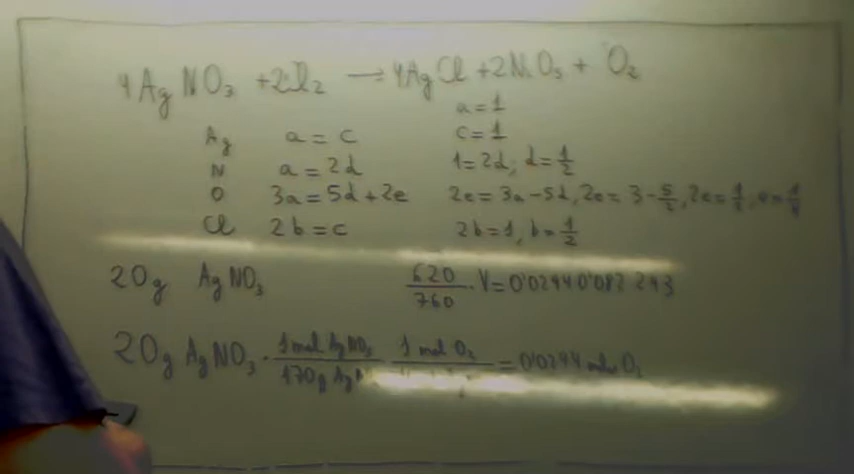 4AgNO₃ + 2Cl₂ → 4AgCl + 2N₂O₅ + O₂
a = 1
Ag a = c c = 1
N a = 2d 1 = 2d; d = 1/2
O 3a = 5d + 2e 2e = 3a - 5d, 2e = 3 - 5/2, 2e = 1/2, e = 1/4
Cl 2b = c 2b = 1, b = 1/2
20g AgNO₃ 620/760 · V = 0'0294 0'082 293
20g AgNO₃ · 1 mol AgNO₃/170g 1 mol O₂ = 0'0294 mol O₂